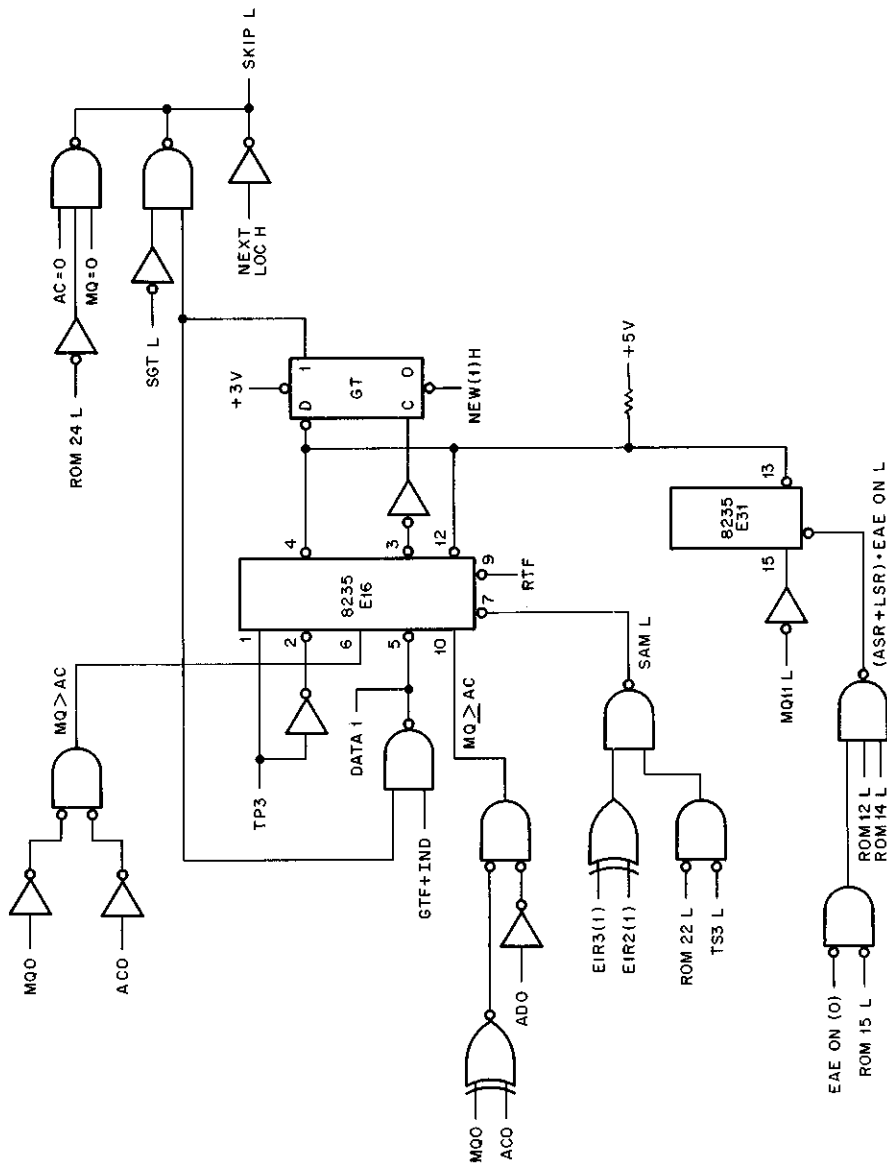 ROM 24 L
AC=0
MQ=0
SGT L
NEXT
LOC H
SKIP L
+3V
D
1
GT
C
0
NEW(1)H
MQ0
AC0
MQ>AC
TP3
1
2
6
5
10
8235
E16
4
3
12
9
7
RTF
DATA 1
GTF+IND
MQ≥AC
MQ0
AC0
AD0
EIR3(1)
EIR2(1)
ROM 22 L
TS3 L
SAM L
+5V
8235
E31
13
15
MQ11 L
EAE ON (0)
ROM 15 L
ROM 12 L
ROM 14 L
(ASR+LSR)•EAE ON L